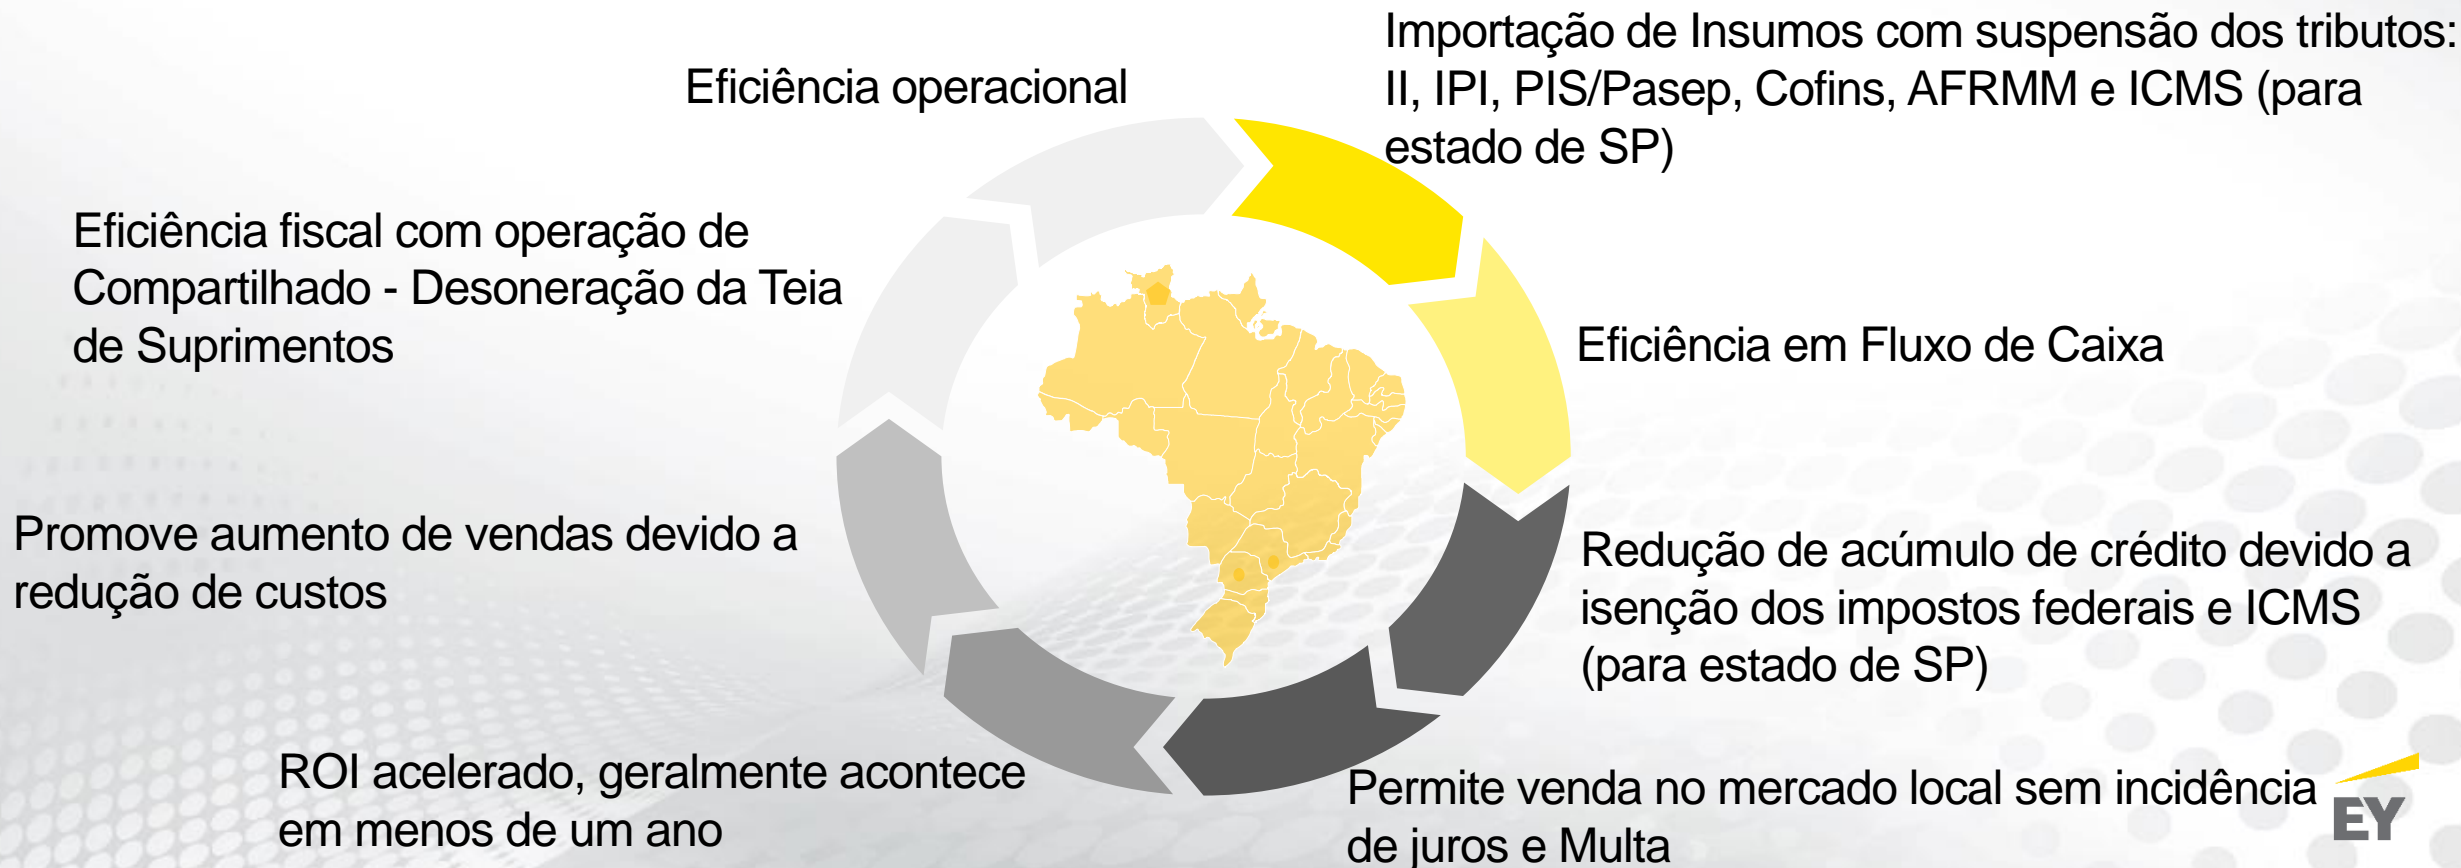 Importação de Insumos com suspensão dos tributos:
II, IPI, PIS/Pasep, Cofins, AFRMM e ICMS (para
estado de SP)
Eficiência em Fluxo de Caixa
Redução de acúmulo de crédito devido a
isenção dos impostos federais e ICMS
(para estado de SP)
Permite venda no mercado local sem incidência
de juros e Multa
ROI acelerado, geralmente acontece
em menos de um ano
Promove aumento de vendas devido a
redução de custos
Eficiência fiscal com operação de
Compartilhado - Desoneração da Teia
de Suprimentos
Eficiência operacional
EY